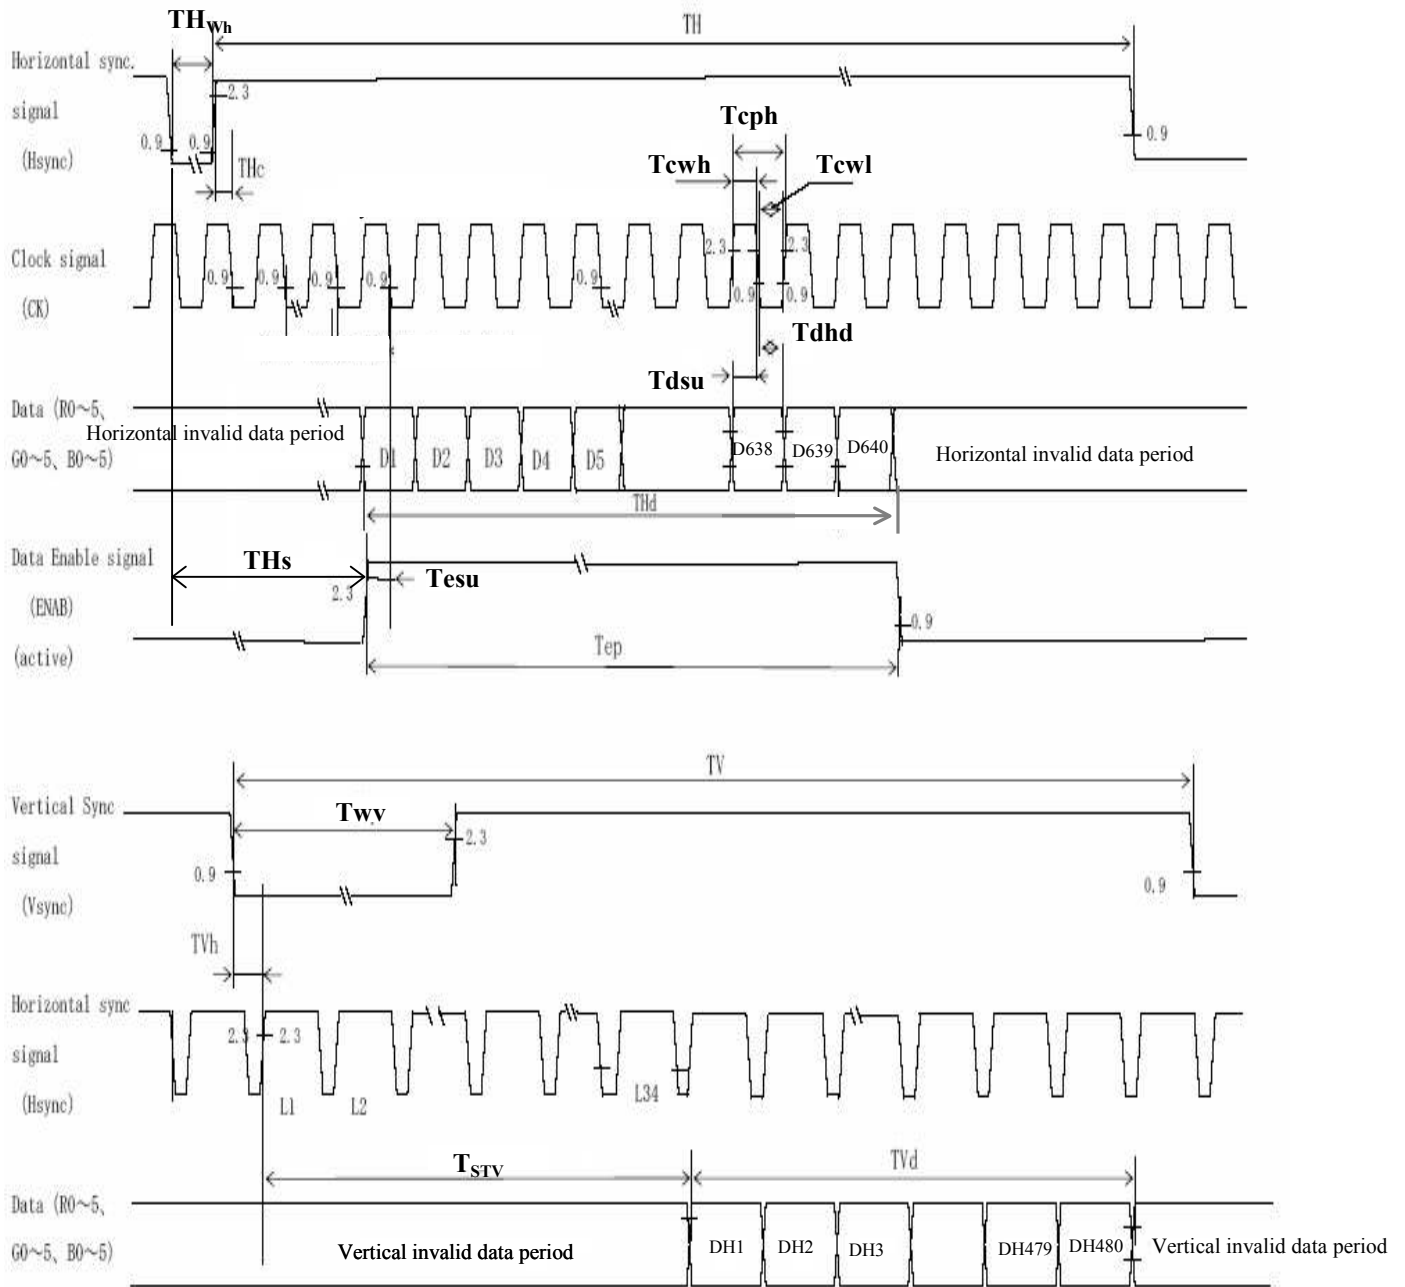 TH_Wh
TH
Horizontal sync.
signal
(Hsync)
2.3
0.9
0.9
THc
0.9
Tcph
Tcwh
Tcwl
Clock signal
(CK)
0.9
0.9
0.9
0.9
0.9
2.3
2.3
0.9
0.9
Tdhd
Tdsu
Data (R0～5、
G0～5、B0～5)
Horizontal invalid data period
D1
D2
D3
D4
D5
D638
D639
D640
Horizontal invalid data period
THd
Data Enable signal
(ENAB)
(active)
THs
2.3
Tesu
0.9
Tep
TV
Vertical Sync
signal
(Vsync)
Twv
2.3
0.9
0.9
TVh
Horizontal sync
signal
(Hsync)
2.3
2.3
L1
L2
L34
T_STV
TVd
Data (R0～5、
G0～5、B0～5)
Vertical invalid data period
DH1
DH2
DH3
DH479
DH480
Vertical invalid data period